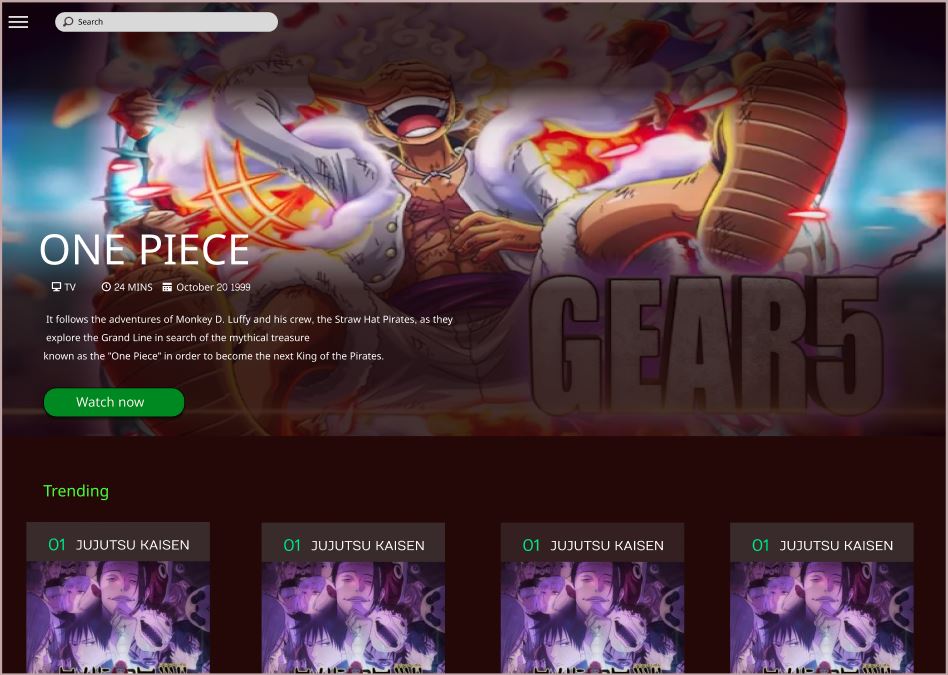 Search
ONE PIECE
TV 24 MINS October 20 1999
It follows the adventures of Monkey D. Luffy and his crew, the Straw Hat Pirates, as they
explore the Grand Line in search of the mythical treasure
known as the "One Piece" in order to become the next King of the Pirates.
GEAR5
Watch now
Trending
01 JUJUTSU KAISEN
01 JUJUTSU KAISEN
01 JUJUTSU KAISEN
01 JUJUTSU KAISEN